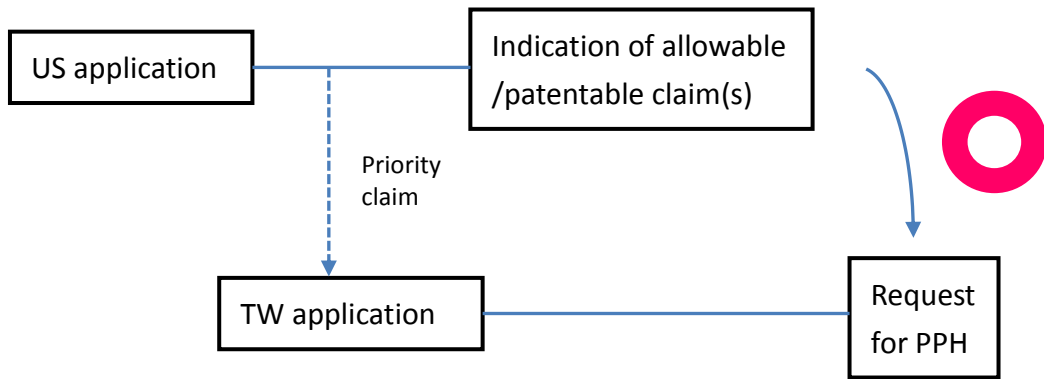 US application
Indication of allowable
/patentable claim(s)
Priority
claim
TW application
Request
for PPH